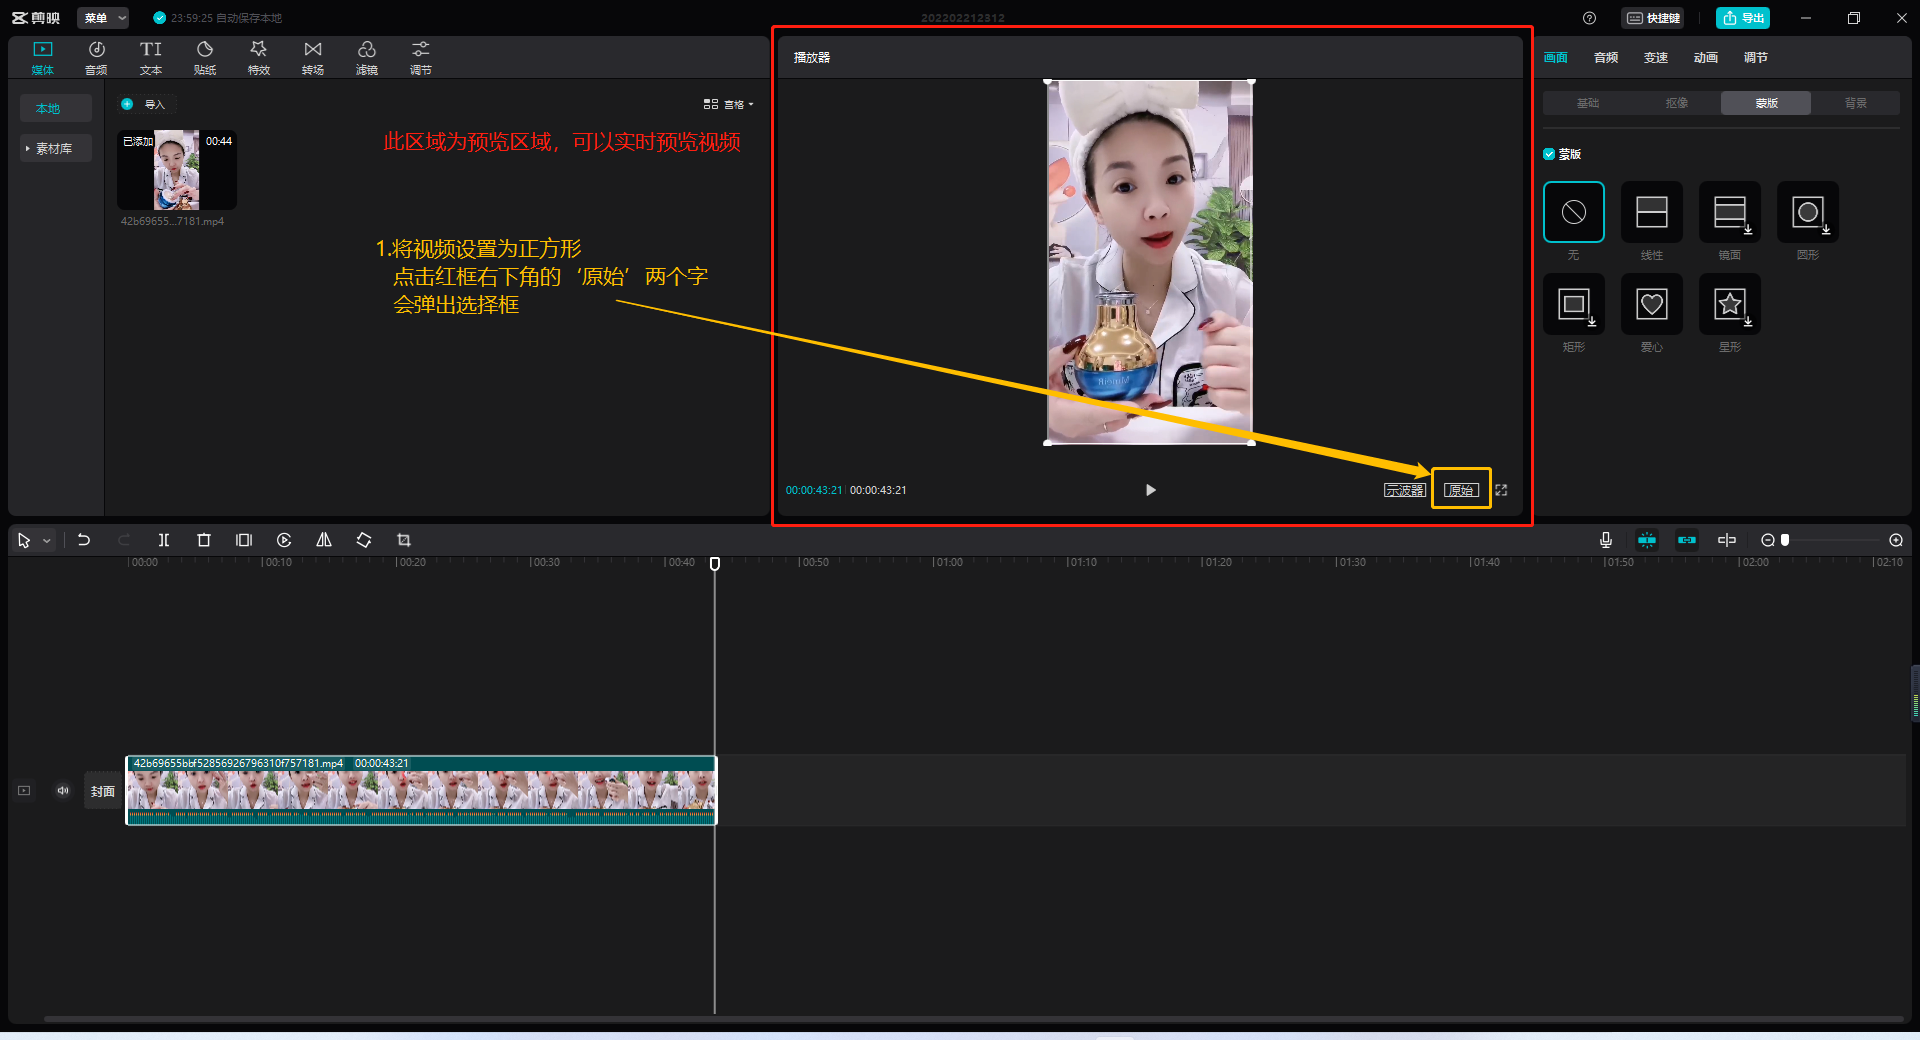 剪映
菜单
23:59:25 自动保存本地
202202212312
快捷键
导出
媒体
音频
文本
贴纸
特效
转场
滤镜
调节
播放器
画面
音频
变速
动画
调节
本地
素材库
导入
宫格
已添加
00:44
42b69655...7181.mp4
此区域为预览区域，可以实时预览视频
1.将视频设置为正方形
点击红框右下角的‘原始’两个字
会弹出选择框
00:00:43:21
00:00:43:21
示波器
原始
基础
抠像
蒙版
背景
蒙版
无
线性
镜面
圆形
矩形
爱心
星形
00:00
00:10
00:20
00:30
00:40
00:50
01:00
01:10
01:20
01:30
01:40
01:50
02:00
02:10
封面
42b69655bbf52856926796310f757181.mp4 00:00:43:21